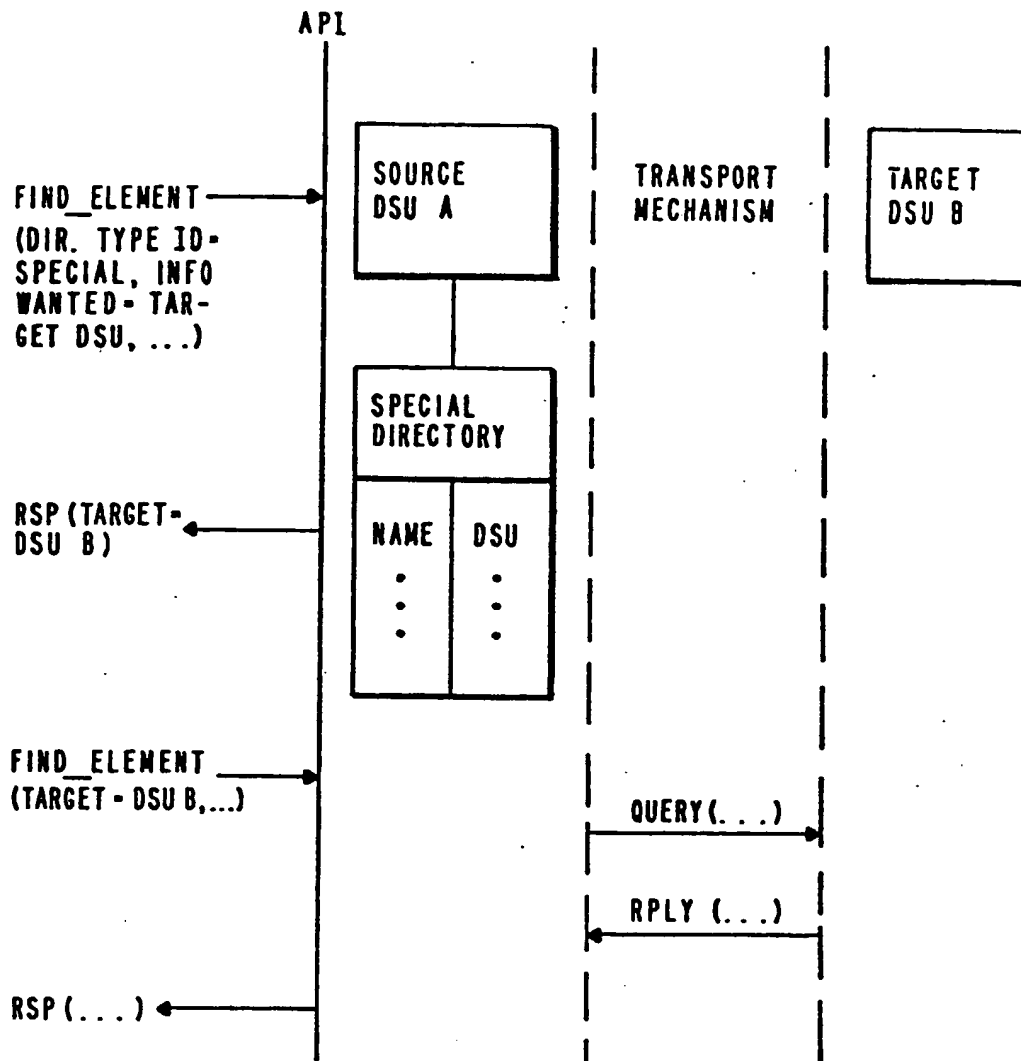 API
FIND_ELEMENT
(DIR. TYPE ID-
SPECIAL, INFO
WANTED- TAR-
GET DSU, ...)
SOURCE
DSU A
TRANSPORT
MECHANISM
TARGET
DSU B
SPECIAL
DIRECTORY
NAME
DSU
RSP (TARGET-
DSU B)
FIND_ELEMENT
(TARGET - DSU B,...)
QUERY(. . .)
RPLY (. . .)
RSP(. . .)